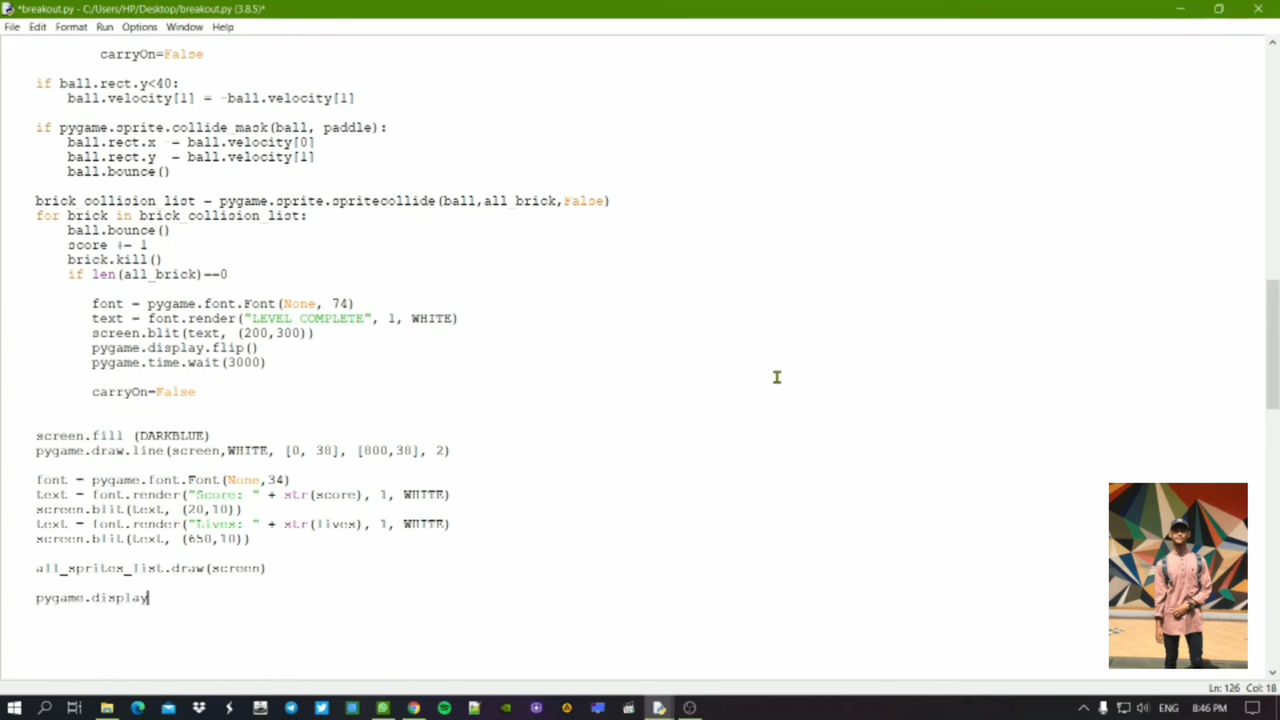 *breakout.py - C:/Users/HP/Desktop/breakout.py (3.8.5)*
File Edit Format Run Options Window Help
carryOn=False
if ball.rect.y<40:
ball.velocity[1] = -ball.velocity[1]
if pygame.sprite.collide_mask(ball, paddle):
ball.rect.x -= ball.velocity[0]
ball.rect.y -= ball.velocity[1]
ball.bounce()
brick_collision_list = pygame.sprite.spritecollide(ball,all_brick,False)
for brick in brick_collision_list:
ball.bounce()
score += 1
brick.kill()
if len(all_brick)==0
font = pygame.font.Font(None, 74)
text = font.render("LEVEL COMPLETE", 1, WHITE)
screen.blit(text, (200,300))
pygame.display.flip()
pygame.time.wait(3000)
carryOn=False
screen.fill (DARKBLUE)
pygame.draw.line(screen,WHITE, [0, 38], [800,38], 2)
font = pygame.font.Font(None,34)
text = font.render("Score: " + str(score), 1, WHITE)
screen.blit(text, (20,10))
text = font.render("Lives: " + str(lives), 1, WHITE)
screen.blit(text, (650,10))
all_sprites_list.draw(screen)
pygame.display
Ln: 126 Col: 18
ENG 8:46 PM